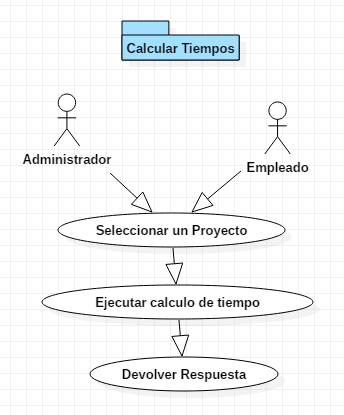 Calcular Tiempos
Administrador
Empleado
Seleccionar un Proyecto
Ejecutar calculo de tiempo
Devolver Respuesta